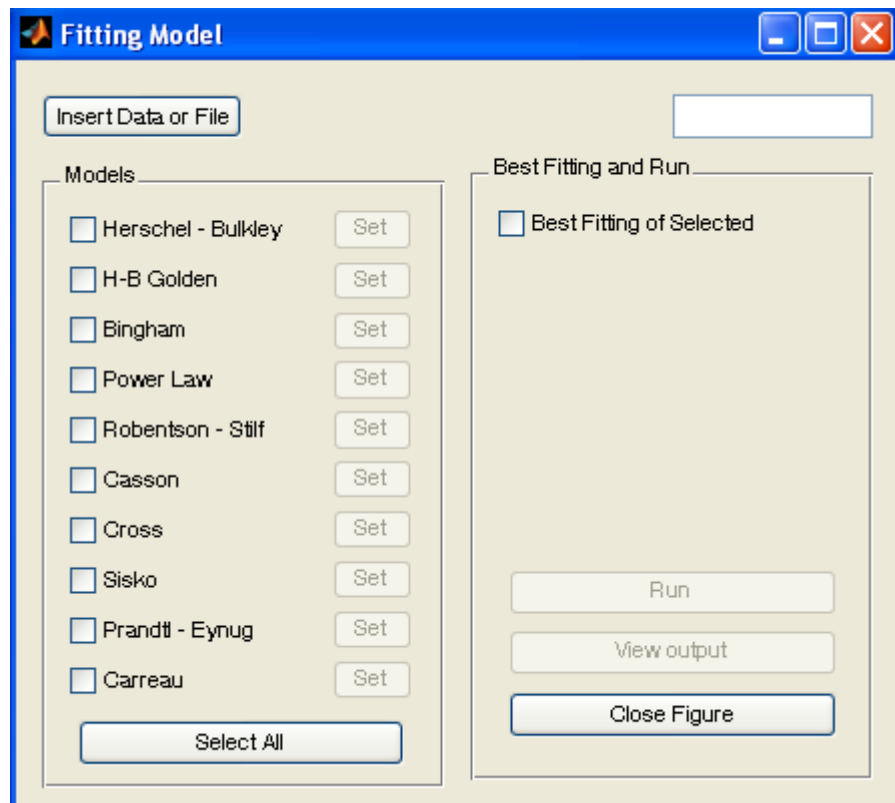 Fitting Model
Insert Data or File
Models
Herschel - Bulkley Set
H-B Golden Set
Bingham Set
Power Law Set
Robentson - Stilf Set
Casson Set
Cross Set
Sisko Set
Prandtl - Eynug Set
Carreau Set
Select All
Best Fitting and Run
Best Fitting of Selected
Run
View output
Close Figure